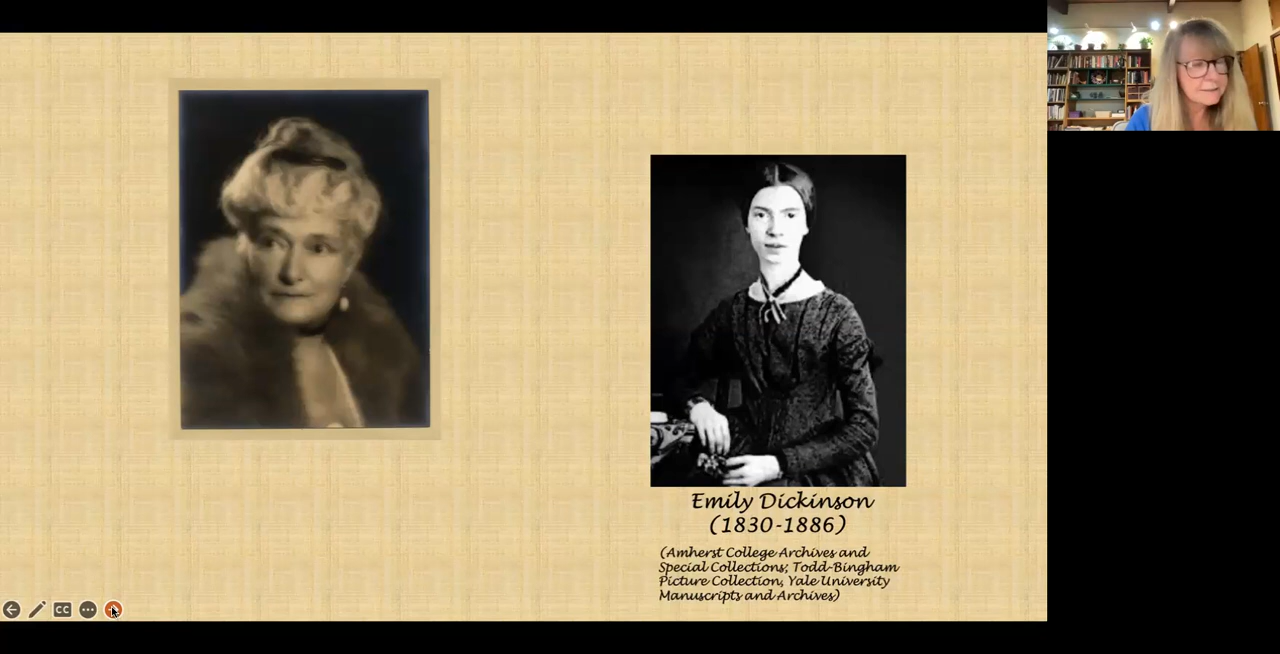 Emily Dickinson
(1830-1886)
(Amherst College Archives and
Special Collections; Todd-Bingham
Picture Collection, Yale University
Manuscripts and Archives)
CC